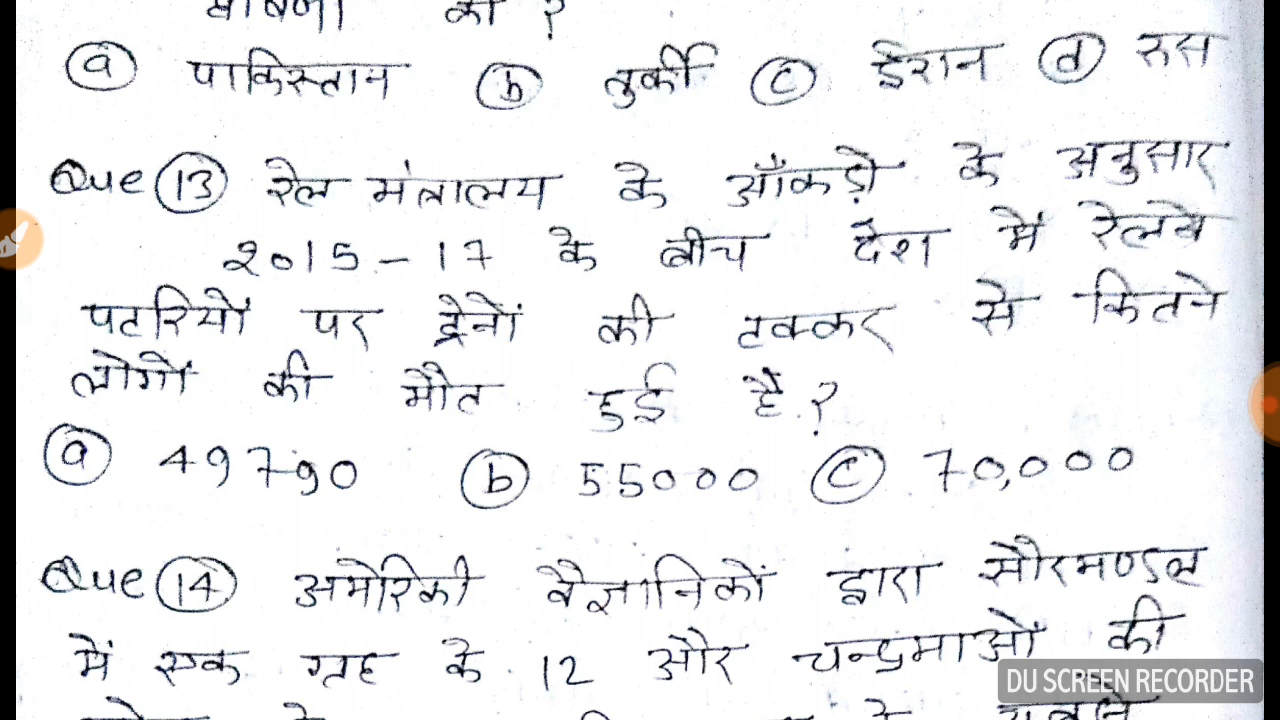 की ?
(a) पाकिस्तान (b) तुर्की (c) ईरान (d) रुस
Que (13) रेल मंत्रालय के आँकड़ो के अनुसार
2015-17 के बीच देश में रेलवे
पटरियों पर ट्रेनों की टक्कर से कितने
लोगों की मौत हुई है ?
(a) 49790 (b) 55000 (c) 70,000
Que (14) अमेरिकी वैज्ञानिकों द्वारा सौरमण्डल
में एक ग्रह के 12 और चन्द्रमाओं की
DU SCREEN RECORDER